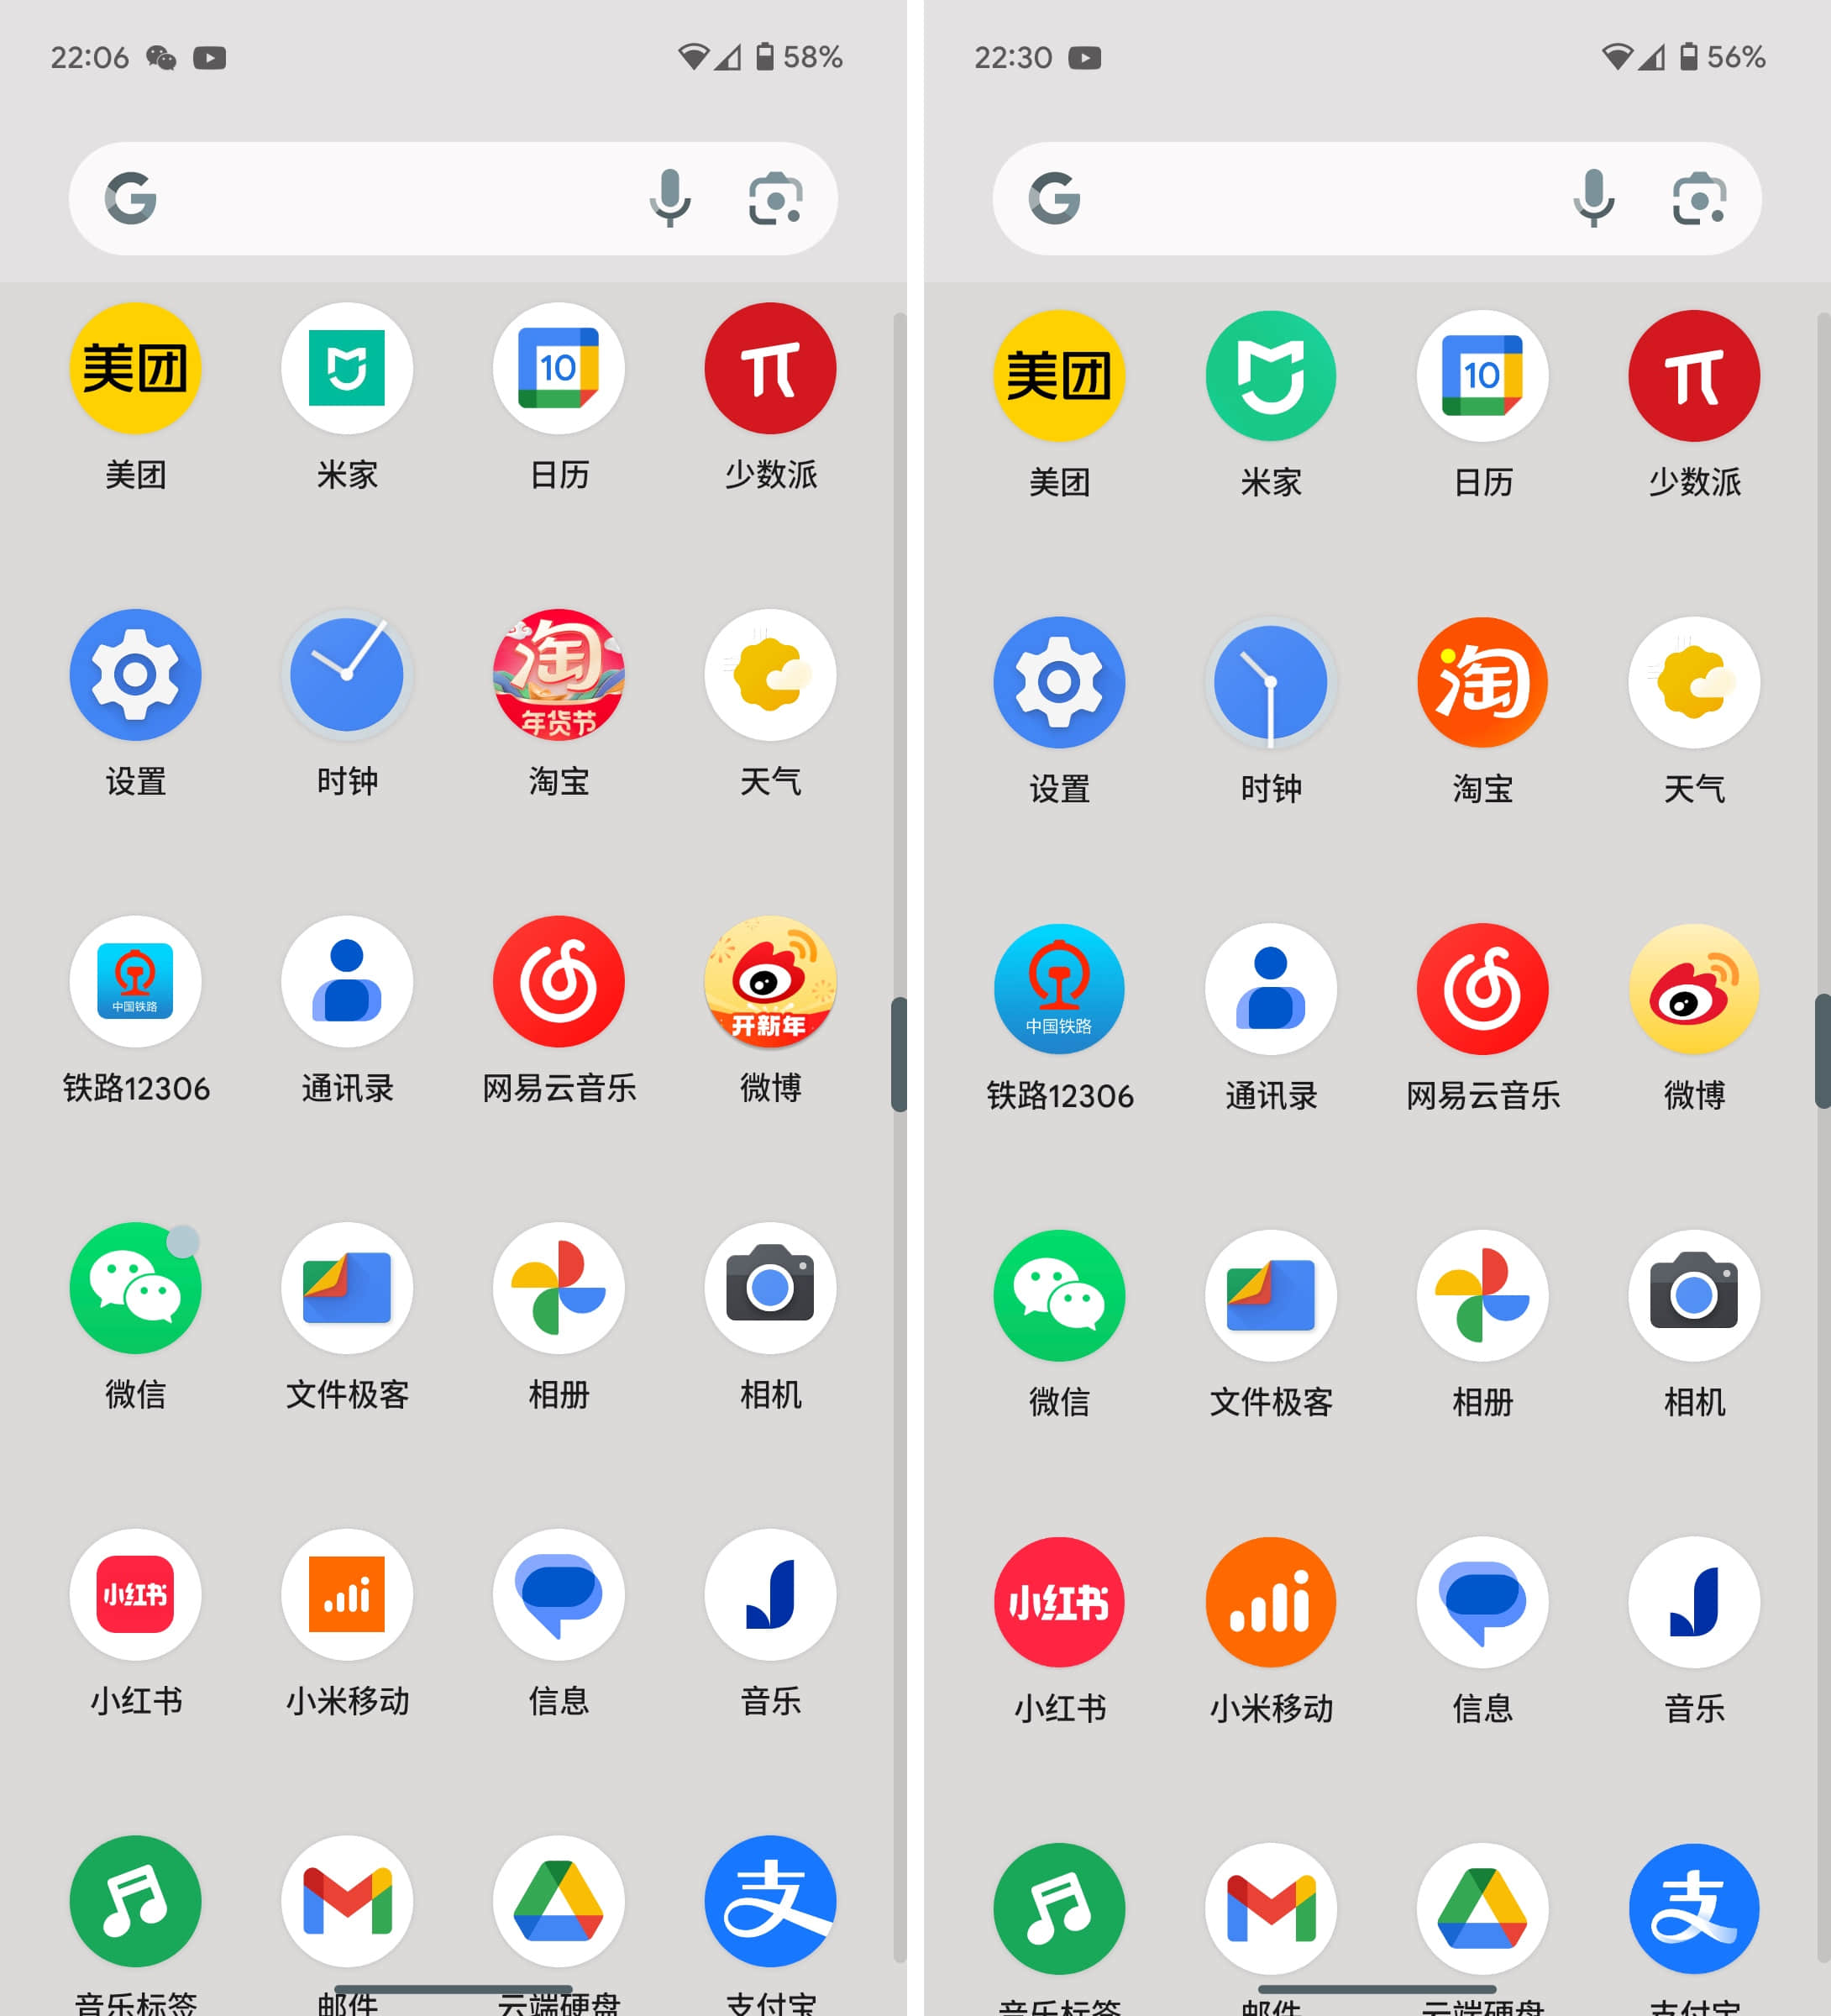 22:06
58%
美团
10
美团
米家
日历
少数派
淘
年货节
设置
时钟
淘宝
天气
中国铁路
开新年
铁路12306
通讯录
网易云音乐
微博
微信
文件极客
相册
相机
小红书
小红书
小米移动
信息
音乐
支
音乐标签
邮件
云端硬盘
支付宝
22:30
56%
美团
10
美团
米家
日历
少数派
淘
设置
时钟
淘宝
天气
中国铁路
铁路12306
通讯录
网易云音乐
微博
微信
文件极客
相册
相机
小红书
小红书
小米移动
信息
音乐
支
音乐标签
邮件
云端硬盘
支付宝